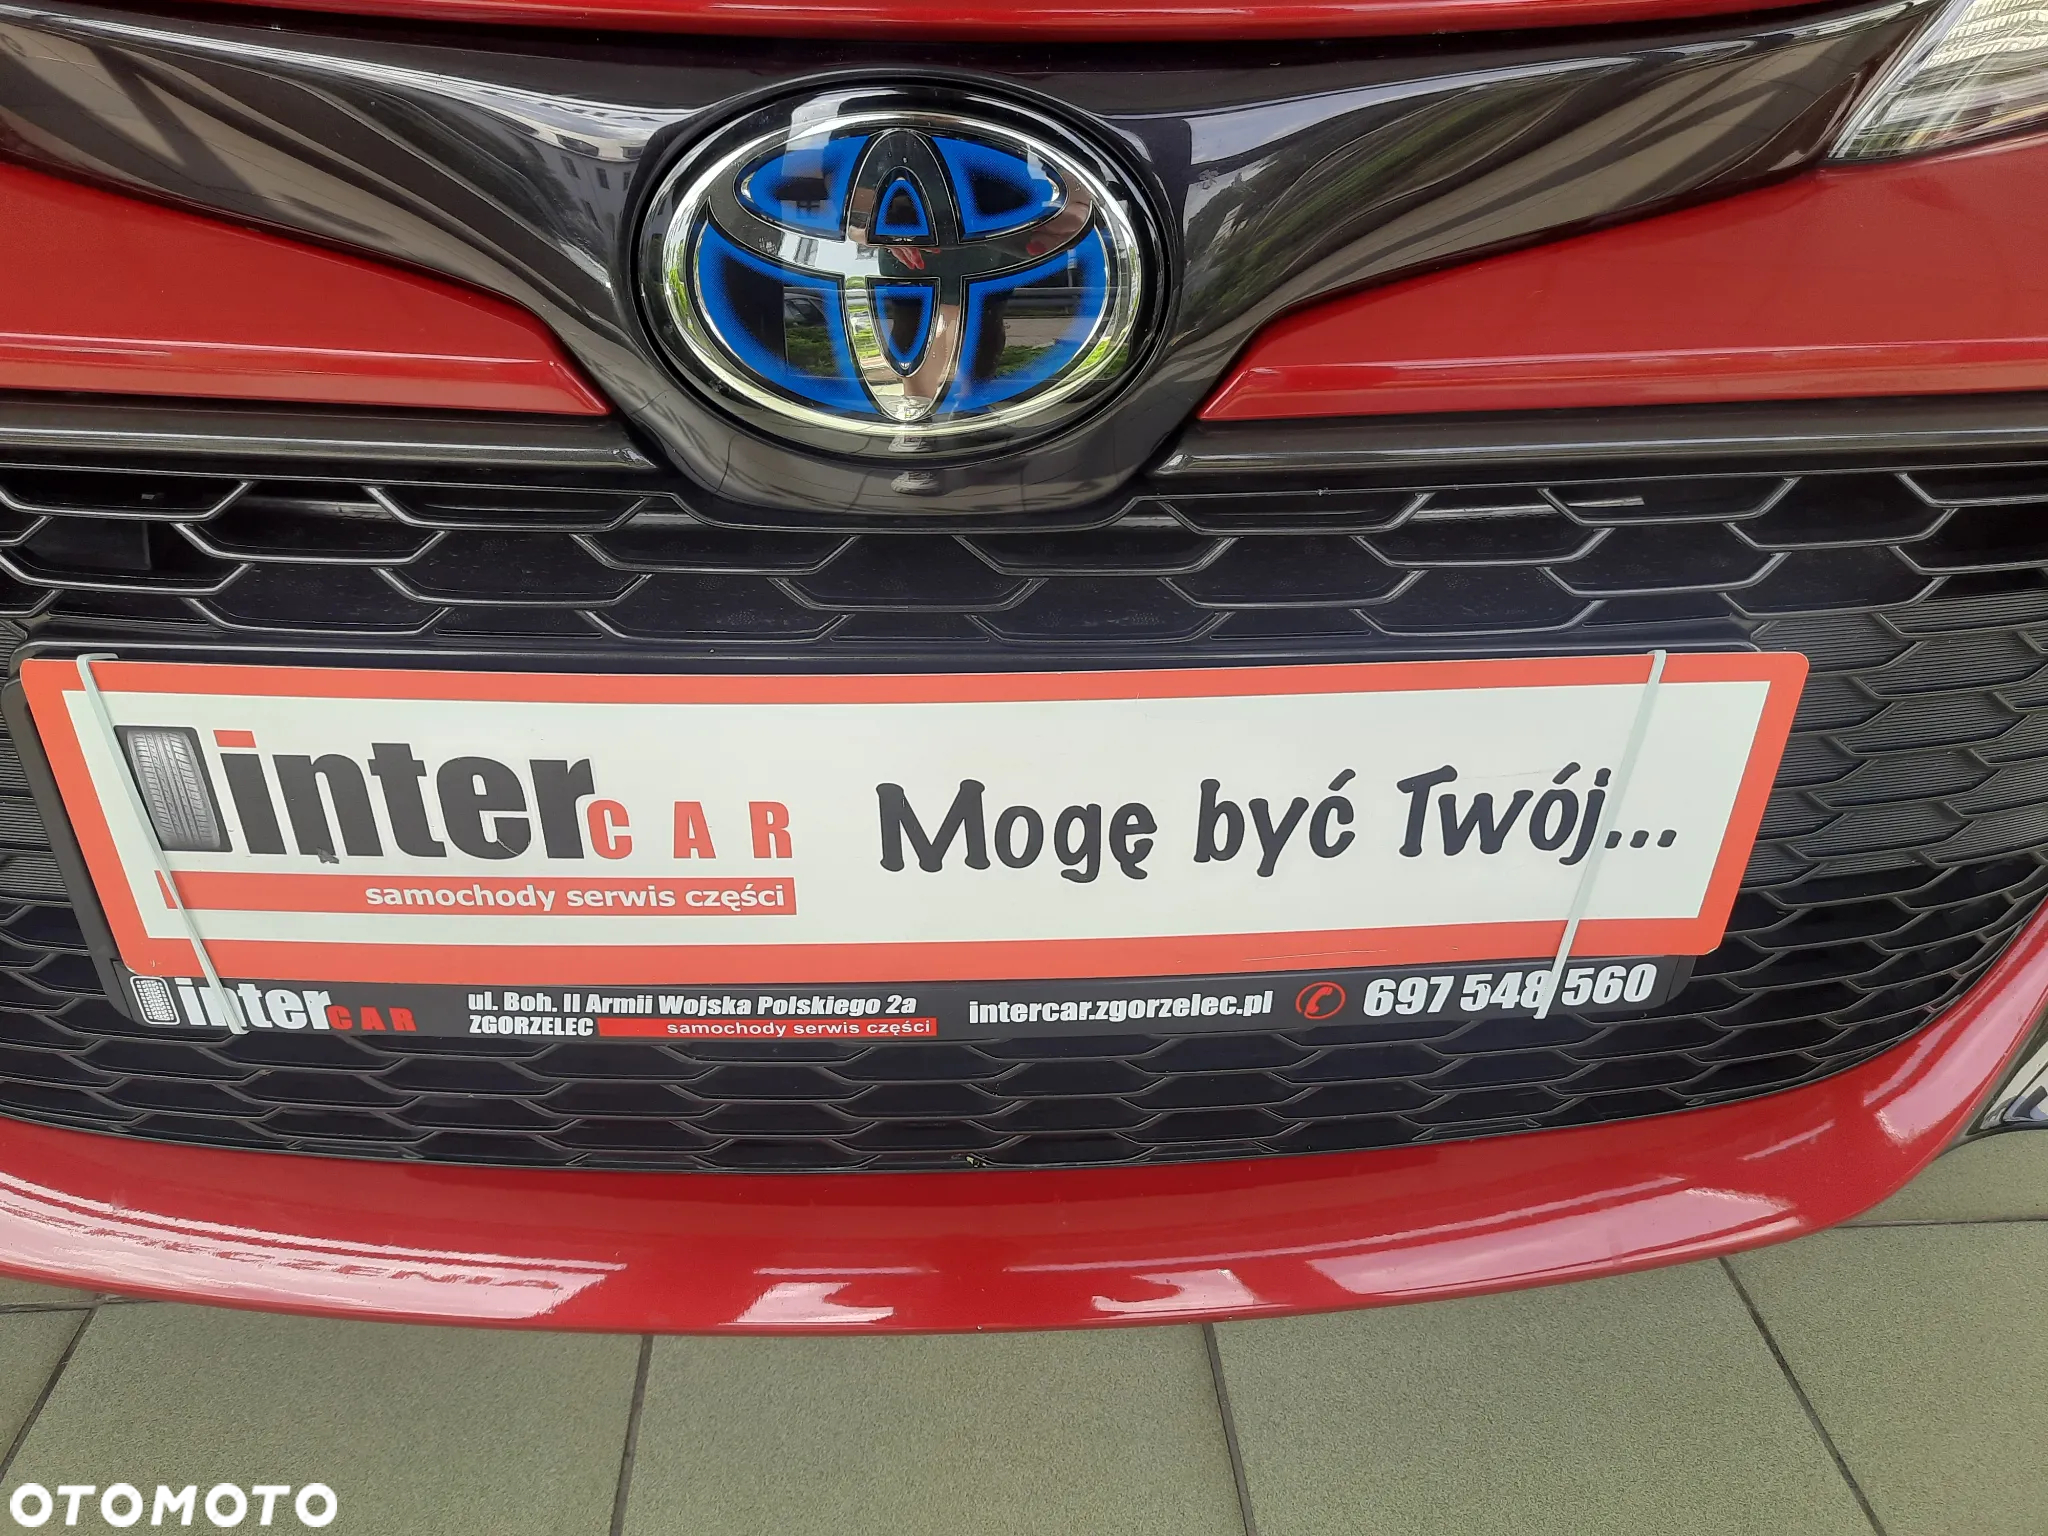 inter CAR
samochody serwis części
Mogę być Twój...
inter CAR
ul. Boh. II Armii Wojska Polskiego 2a
ZGORZELEC samochody serwis części
intercar.zgorzelec.pl 697 548 560
OTOMOTO